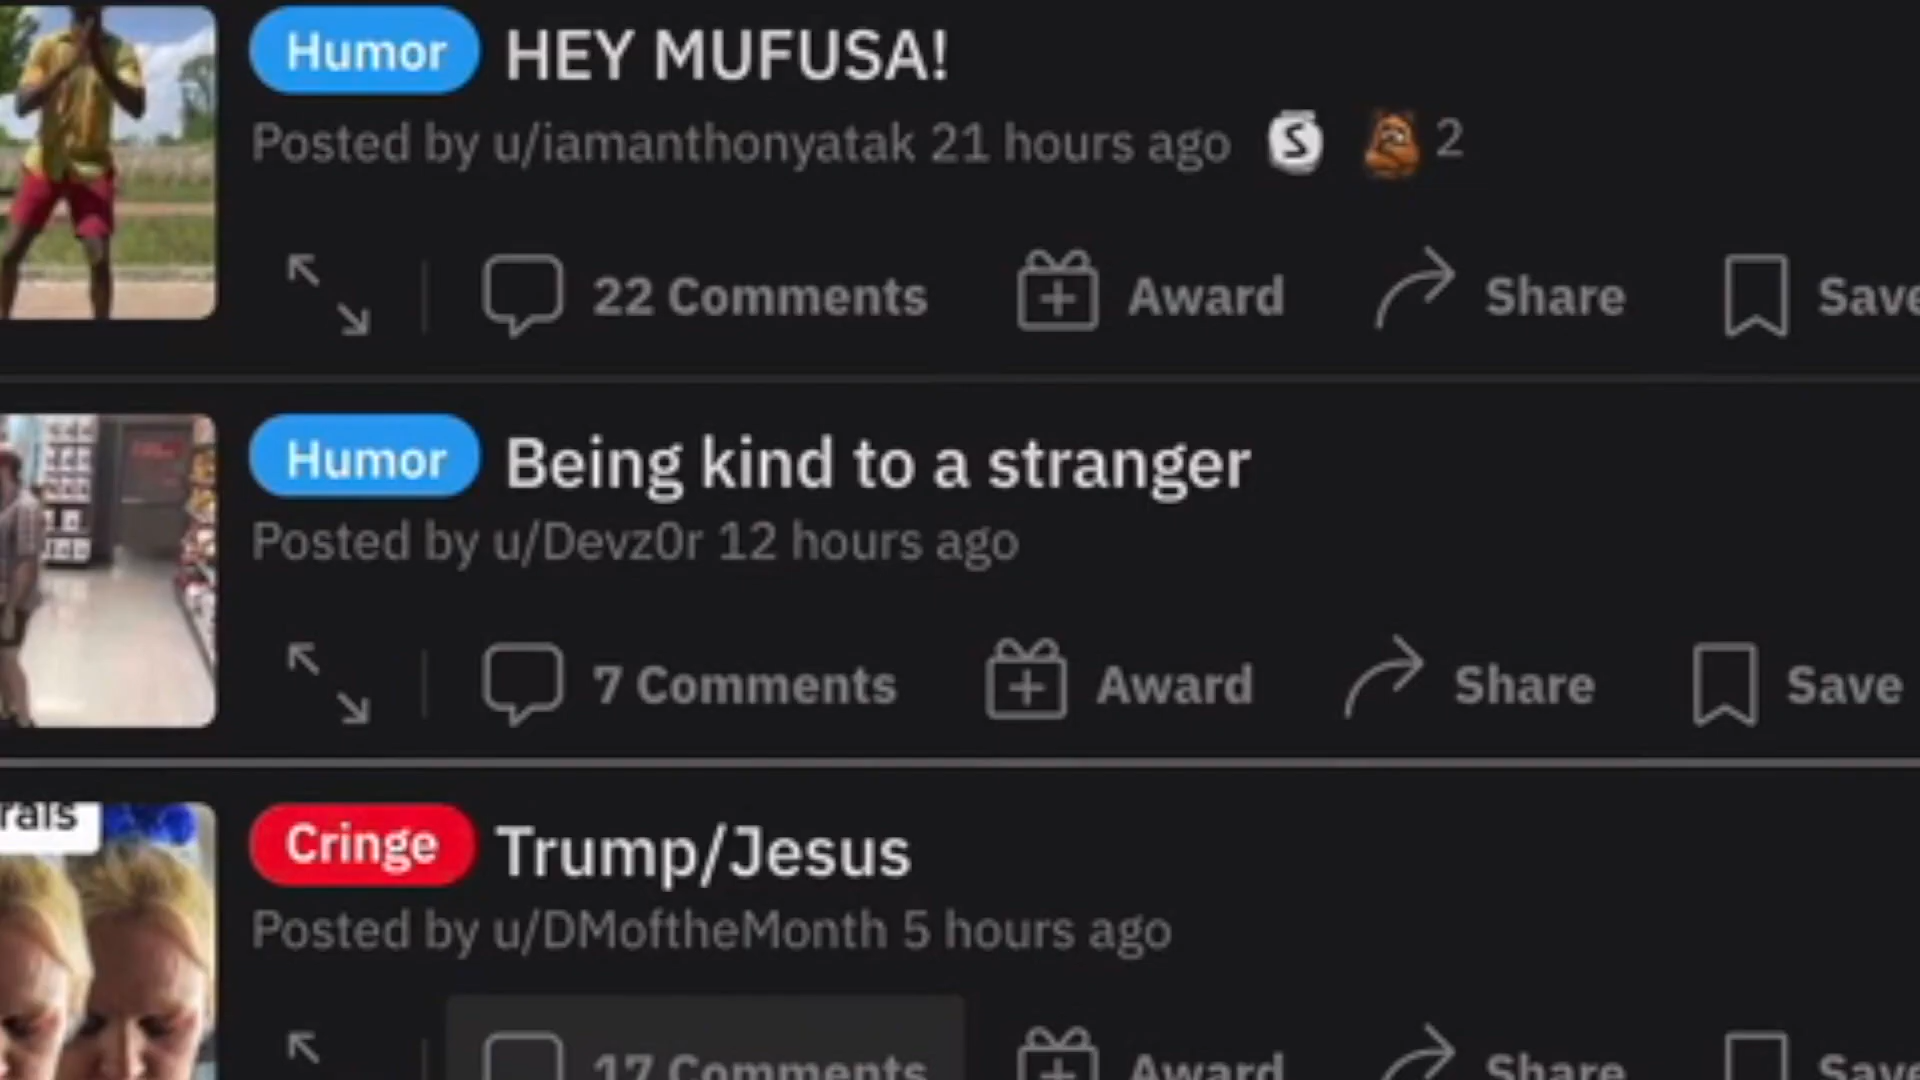 Humor HEY MUFUSA!
Posted by u/iamanthonyatak 21 hours ago S 2
22 Comments Award Share Save
Humor Being kind to a stranger
Posted by u/Devz0r 12 hours ago
7 Comments Award Share Save
rals
Cringe Trump/Jesus
Posted by u/DMoftheMonth 5 hours ago
17 Comments Award Share Save